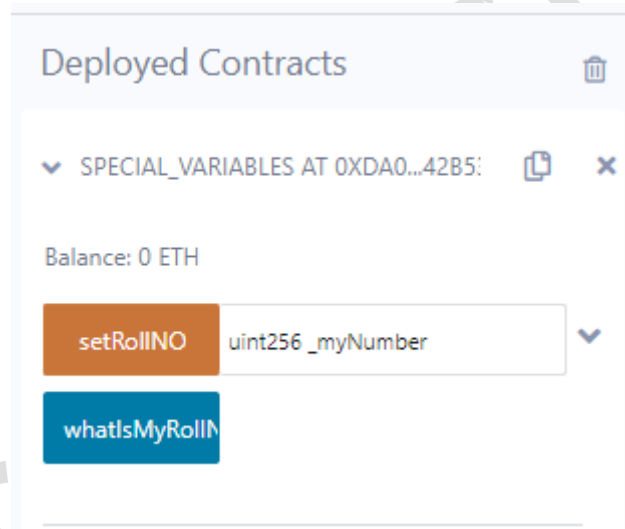 Deployed Contracts
SPECIAL_VARIABLES AT 0XDA0...42B5:
Balance: 0 ETH
setRollNO uint256 _myNumber
whatIsMyRollN